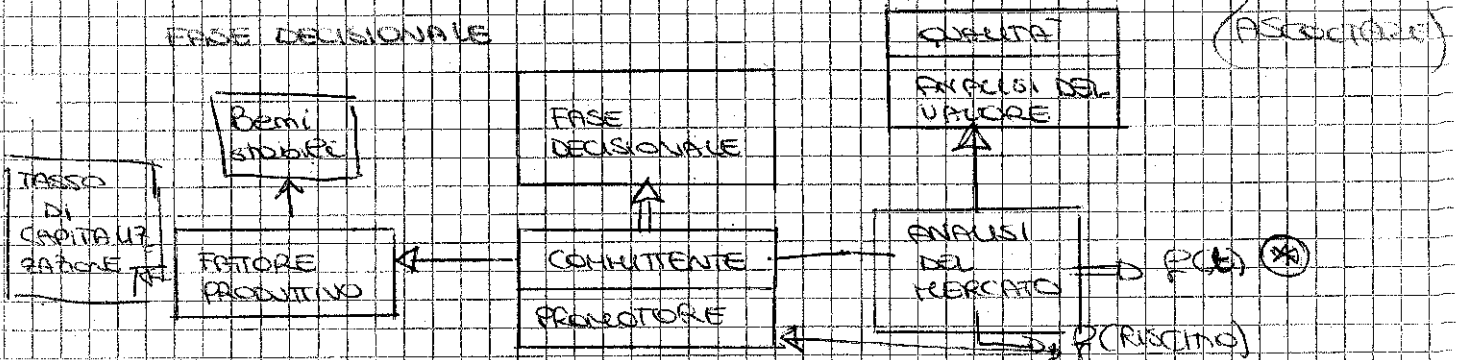 FASE DECISIONALE
QUALITA'
ANALISI DEL
VALORE
Beni
stabili
FASE
DECISIONALE
TASSO
DI
CAPITALIZ
ZAZIONE
FATTORE
PRODUTTIVO
COMMITTENTE
PROMOTORE
ANALISI
DEL
MERCATO
f(t) *
f(RISCHIO)